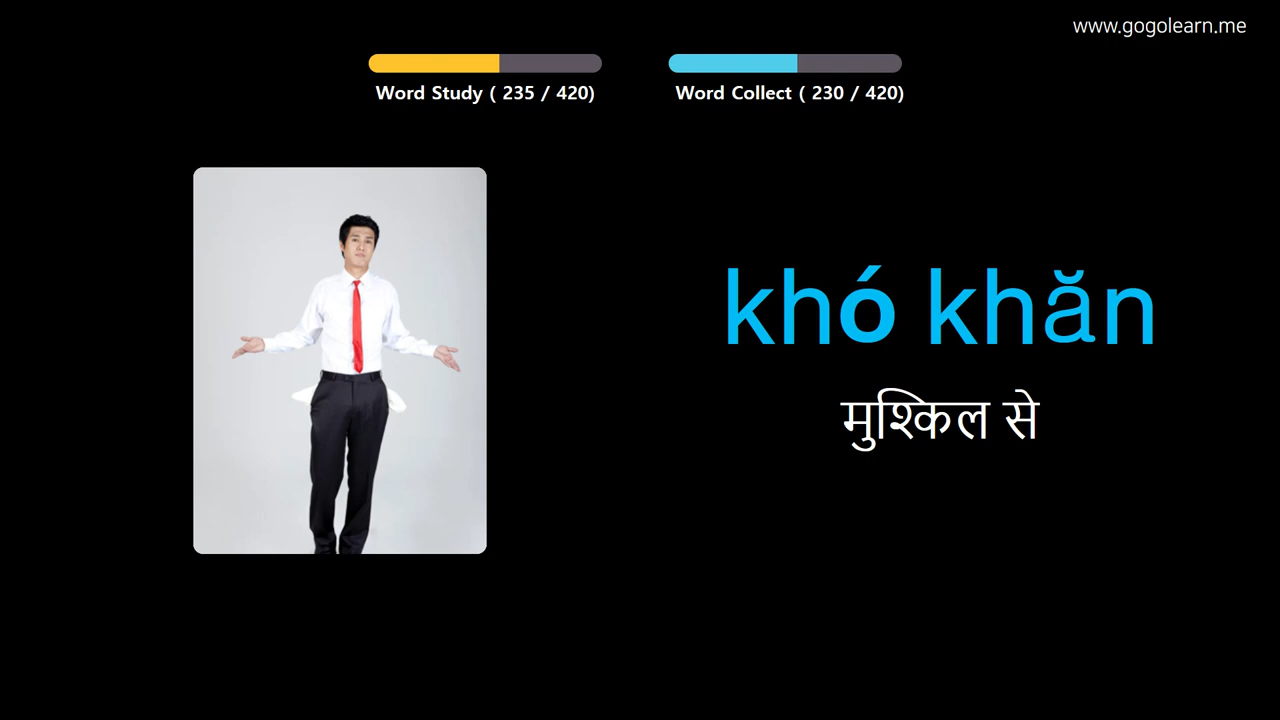 www.gogolearn.me
Word Study ( 235 / 420)
Word Collect ( 230 / 420)
khó khăn
मुश्किल से